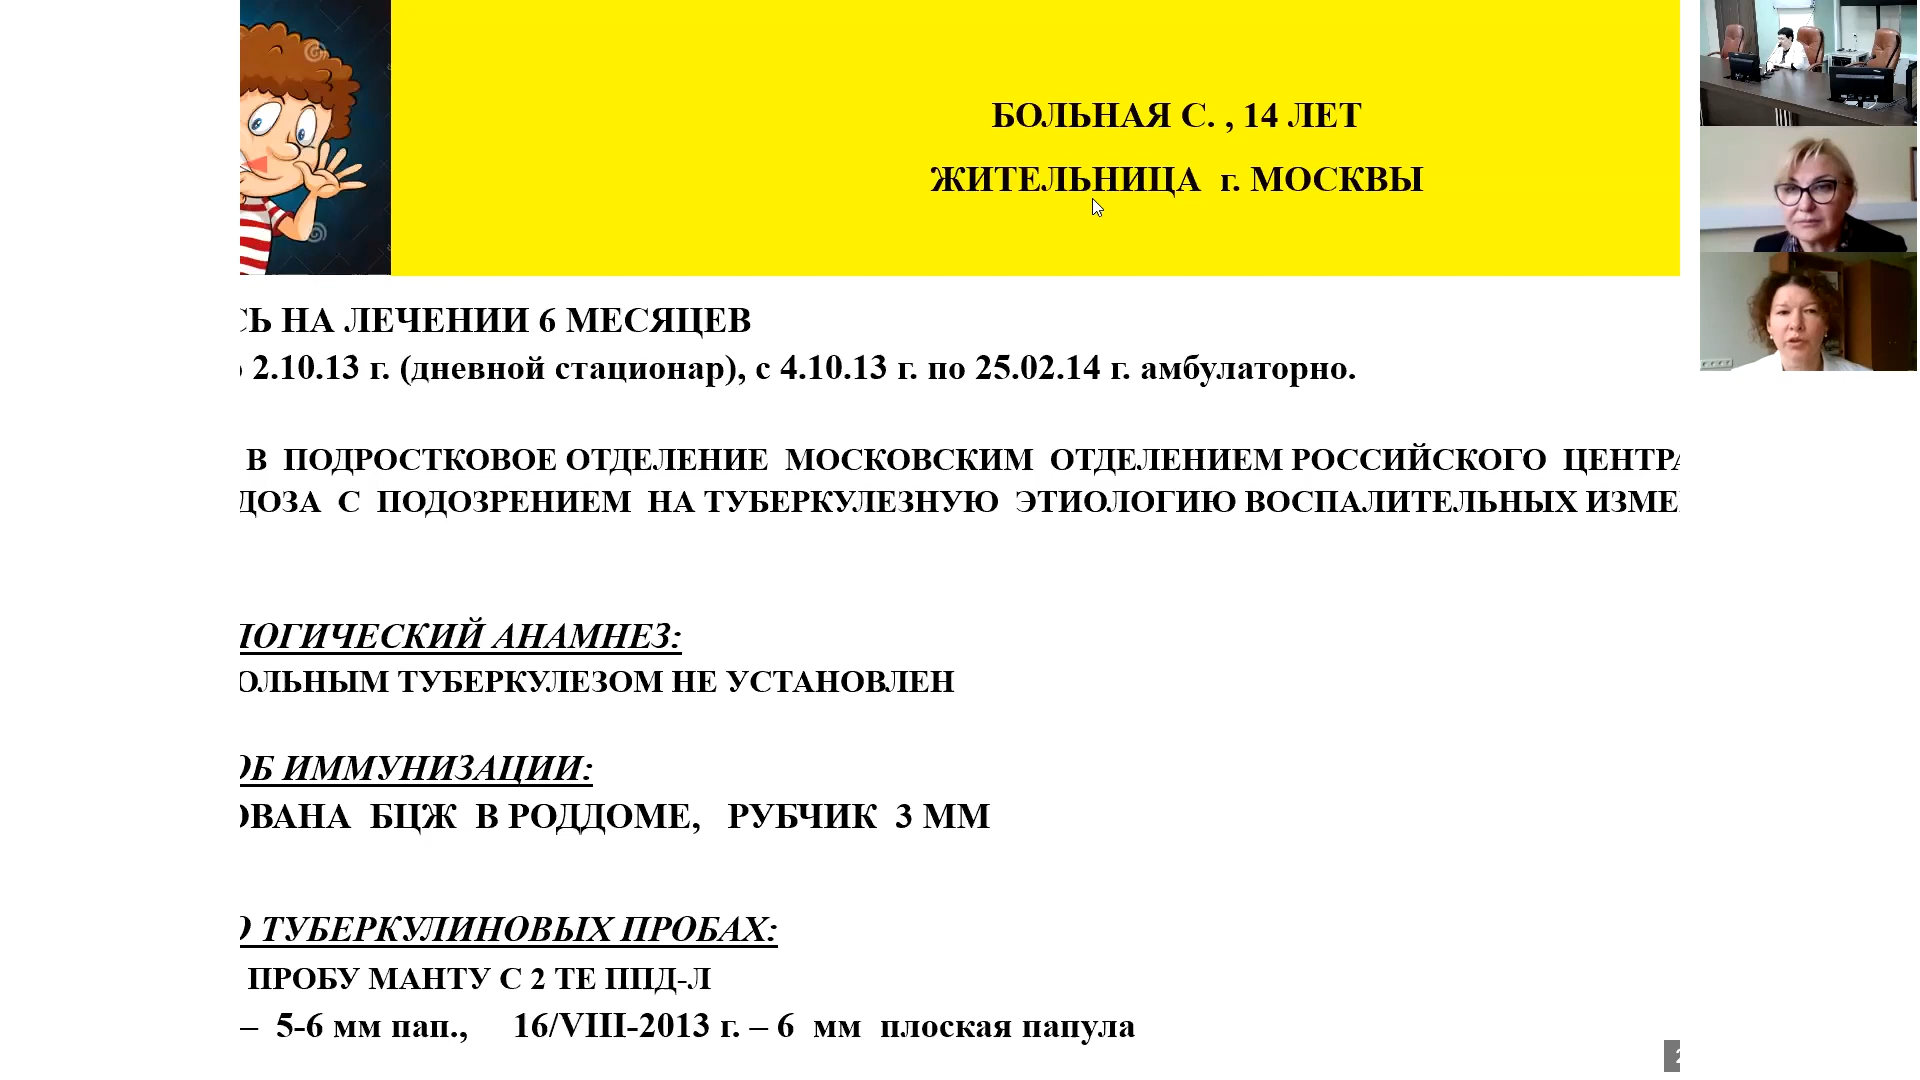 БОЛЬНАЯ С. , 14 ЛЕТ
ЖИТЕЛЬНИЦА г. МОСКВЫ
СЬ НА ЛЕЧЕНИИ 6 МЕСЯЦЕВ
2.10.13 г. (дневной стационар), с 4.10.13 г. по 25.02.14 г. амбулаторно.
В ПОДРОСТКОВОЕ ОТДЕЛЕНИЕ МОСКОВСКИМ ОТДЕЛЕНИЕМ РОССИЙСКОГО ЦЕНТРА
ДОЗА С ПОДОЗРЕНИЕМ НА ТУБЕРКУЛЕЗНУЮ ЭТИОЛОГИЮ ВОСПАЛИТЕЛЬНЫХ ИЗМЕ
ЛОГИЧЕСКИЙ АНАМНЕЗ:
ОЛЬНЫМ ТУБЕРКУЛЕЗОМ НЕ УСТАНОВЛЕН
ОБ ИММУНИЗАЦИИ:
ОВАНА БЦЖ В РОДДОМЕ, РУБЧИК 3 ММ
О ТУБЕРКУЛИНОВЫХ ПРОБАХ:
ПРОБУ МАНТУ С 2 ТЕ ППД-Л
– 5-6 мм пап., 16/VIII-2013 г. – 6 мм плоская папула